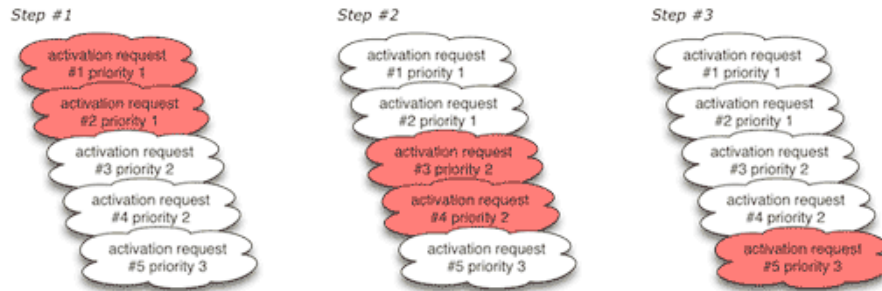 Step #1
activation request
#1 priority 1
activation request
#2 priority 1
activation request
#3 priority 2
activation request
#4 priority 2
activation request
#5 priority 3
Step #2
activation request
#1 priority 1
activation request
#2 priority 1
activation request
#3 priority 2
activation request
#4 priority 2
activation request
#5 priority 3
Step #3
activation request
#1 priority 1
activation request
#2 priority 1
activation request
#3 priority 2
activation request
#4 priority 2
activation request
#5 priority 3